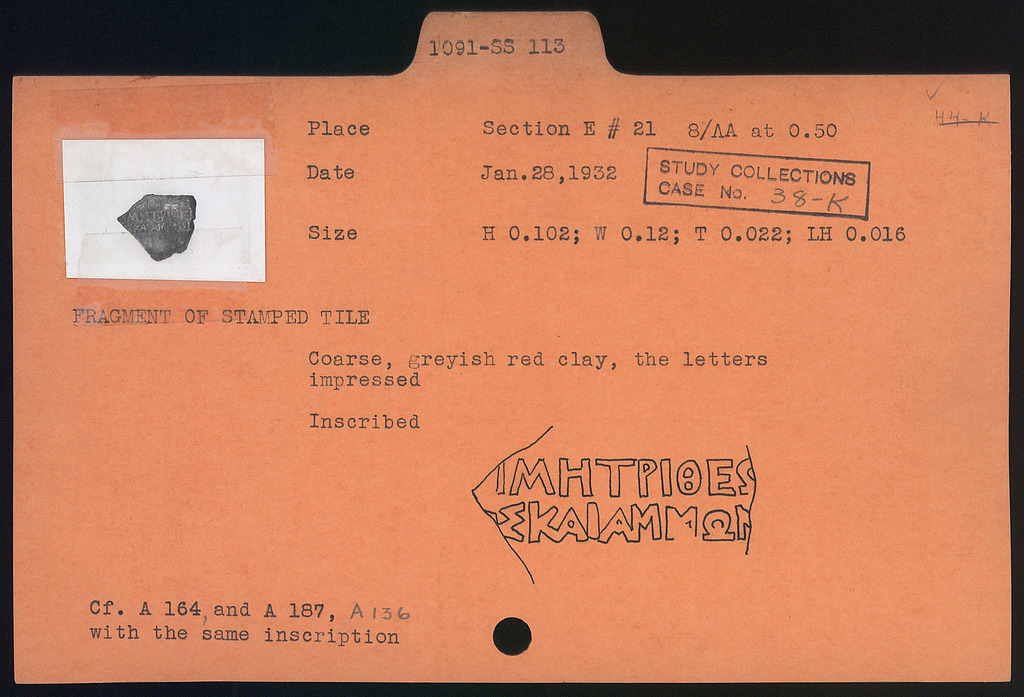 1091-SS 113
44-K
Place Section E # 21 8/ΛΑ at 0.50
Date Jan.28,1932
STUDY COLLECTIONS
CASE No. 38-K
Size H 0.102; W 0.12; T 0.022; LH 0.016
FRAGMENT OF STAMPED TILE
Coarse, greyish red clay, the letters
impressed
Inscribed
ΙΜΗΤΡΙΘΕΣ
ΣΚΑΙΑΜΜΩΝ
Cf. A 164, and A 187, A 136
with the same inscription